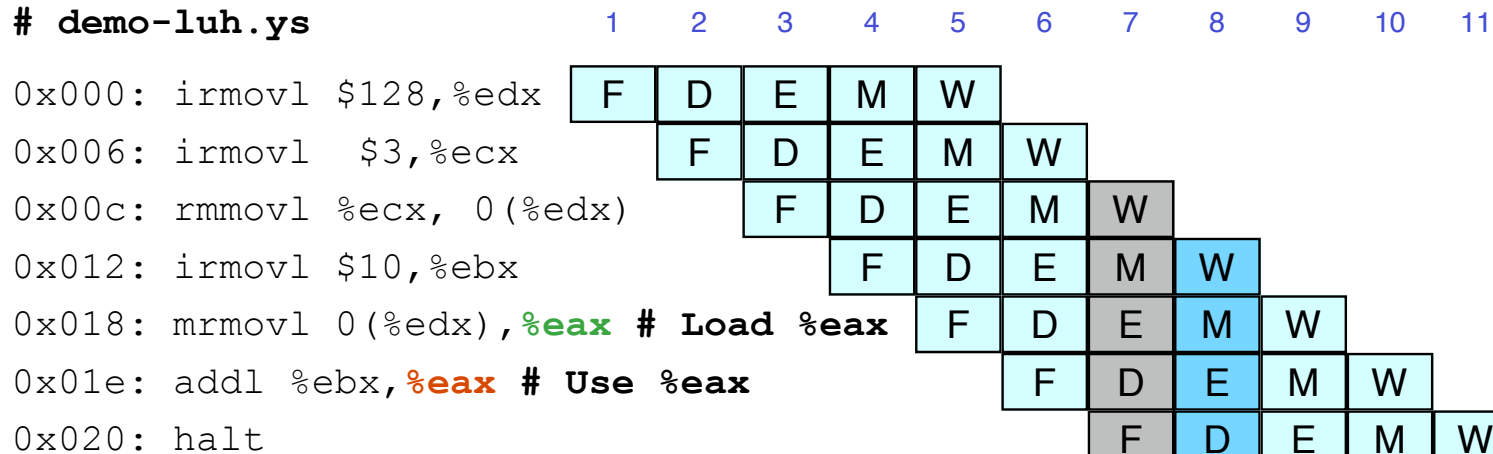 # demo-luh.ys 1 2 3 4 5 6 7 8 9 10 11
0x000: irmovl $128,%edx F D E M W
0x006: irmovl  $3,%ecx F D E M W
0x00c: rmmovl %ecx, 0(%edx) F D E M W
0x012: irmovl $10,%ebx F D E M W
0x018: mrmovl 0(%edx),%eax # Load %eax F D E M W
0x01e: addl %ebx,%eax # Use %eax F D E M W
0x020: halt F D E M W